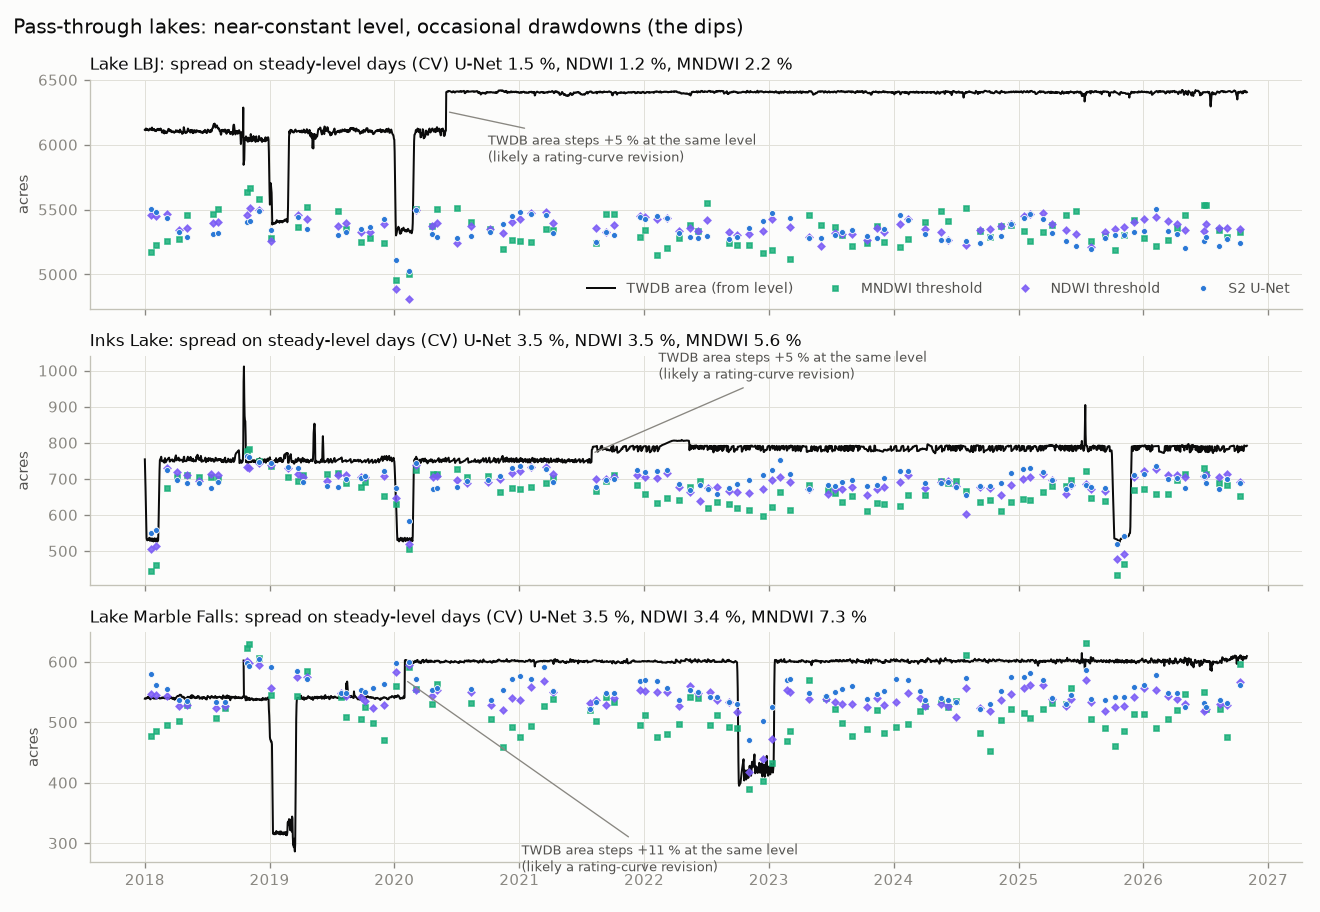 Pass-through lakes: near-constant level, occasional drawdowns (the dips)
Lake LBJ: spread on steady-level days (CV) U-Net 1.5 %, NDWI 1.2 %, MNDWI 2.2 %
6500
6000
5500
5000
acres
TWDB area steps +5 % at the same level
(likely a rating-curve revision)
TWDB area (from level)
MNDWI threshold
NDWI threshold
S2 U-Net
Inks Lake: spread on steady-level days (CV) U-Net 3.5 %, NDWI 3.5 %, MNDWI 5.6 %
TWDB area steps +5 % at the same level
(likely a rating-curve revision)
1000
900
800
700
600
500
acres
Lake Marble Falls: spread on steady-level days (CV) U-Net 3.5 %, NDWI 3.4 %, MNDWI 7.3 %
600
500
400
300
acres
TWDB area steps +11 % at the same level
(likely a rating-curve revision)
2018
2019
2020
2021
2022
2023
2024
2025
2026
2027